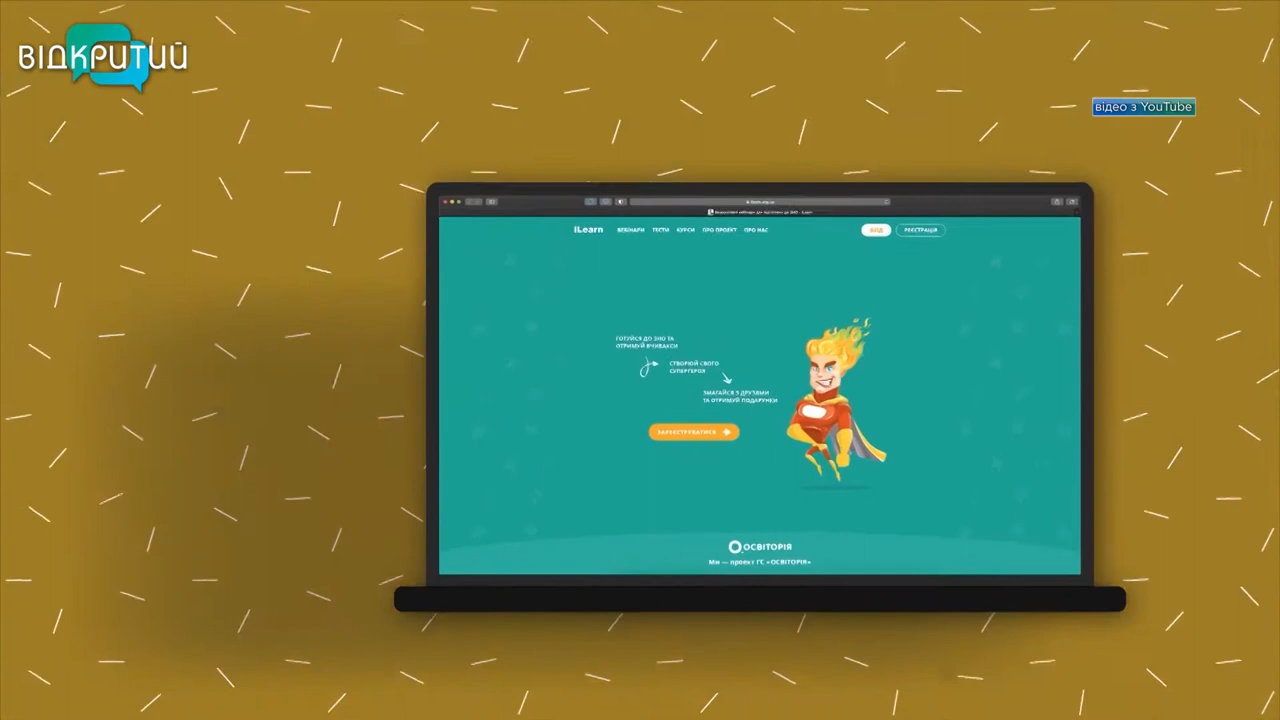 ВІДКРИТИЙ
відео з YouTube
iLearn ВЕБІНАРИ ТЕСТИ КУРСИ ПРО ПРОЕКТ ПРО НАС ВХІД РЕЄСТРАЦІЯ
ГОТУЙСЯ ДО ЗНО ТА
ОТРИМУЙ ВЧИВАКСИ
СТВОРЮЙ СВОГО
СУПЕРГЕРОЯ
ЗМАГАЙСЯ З ДРУЗЯМИ
ТА ОТРИМУЙ ПОДАРУНКИ
ЗАРЕЄСТРУВАТИСЯ
ОСВІТОРІЯ
Ми — проект ГС «ОСВІТОРІЯ»